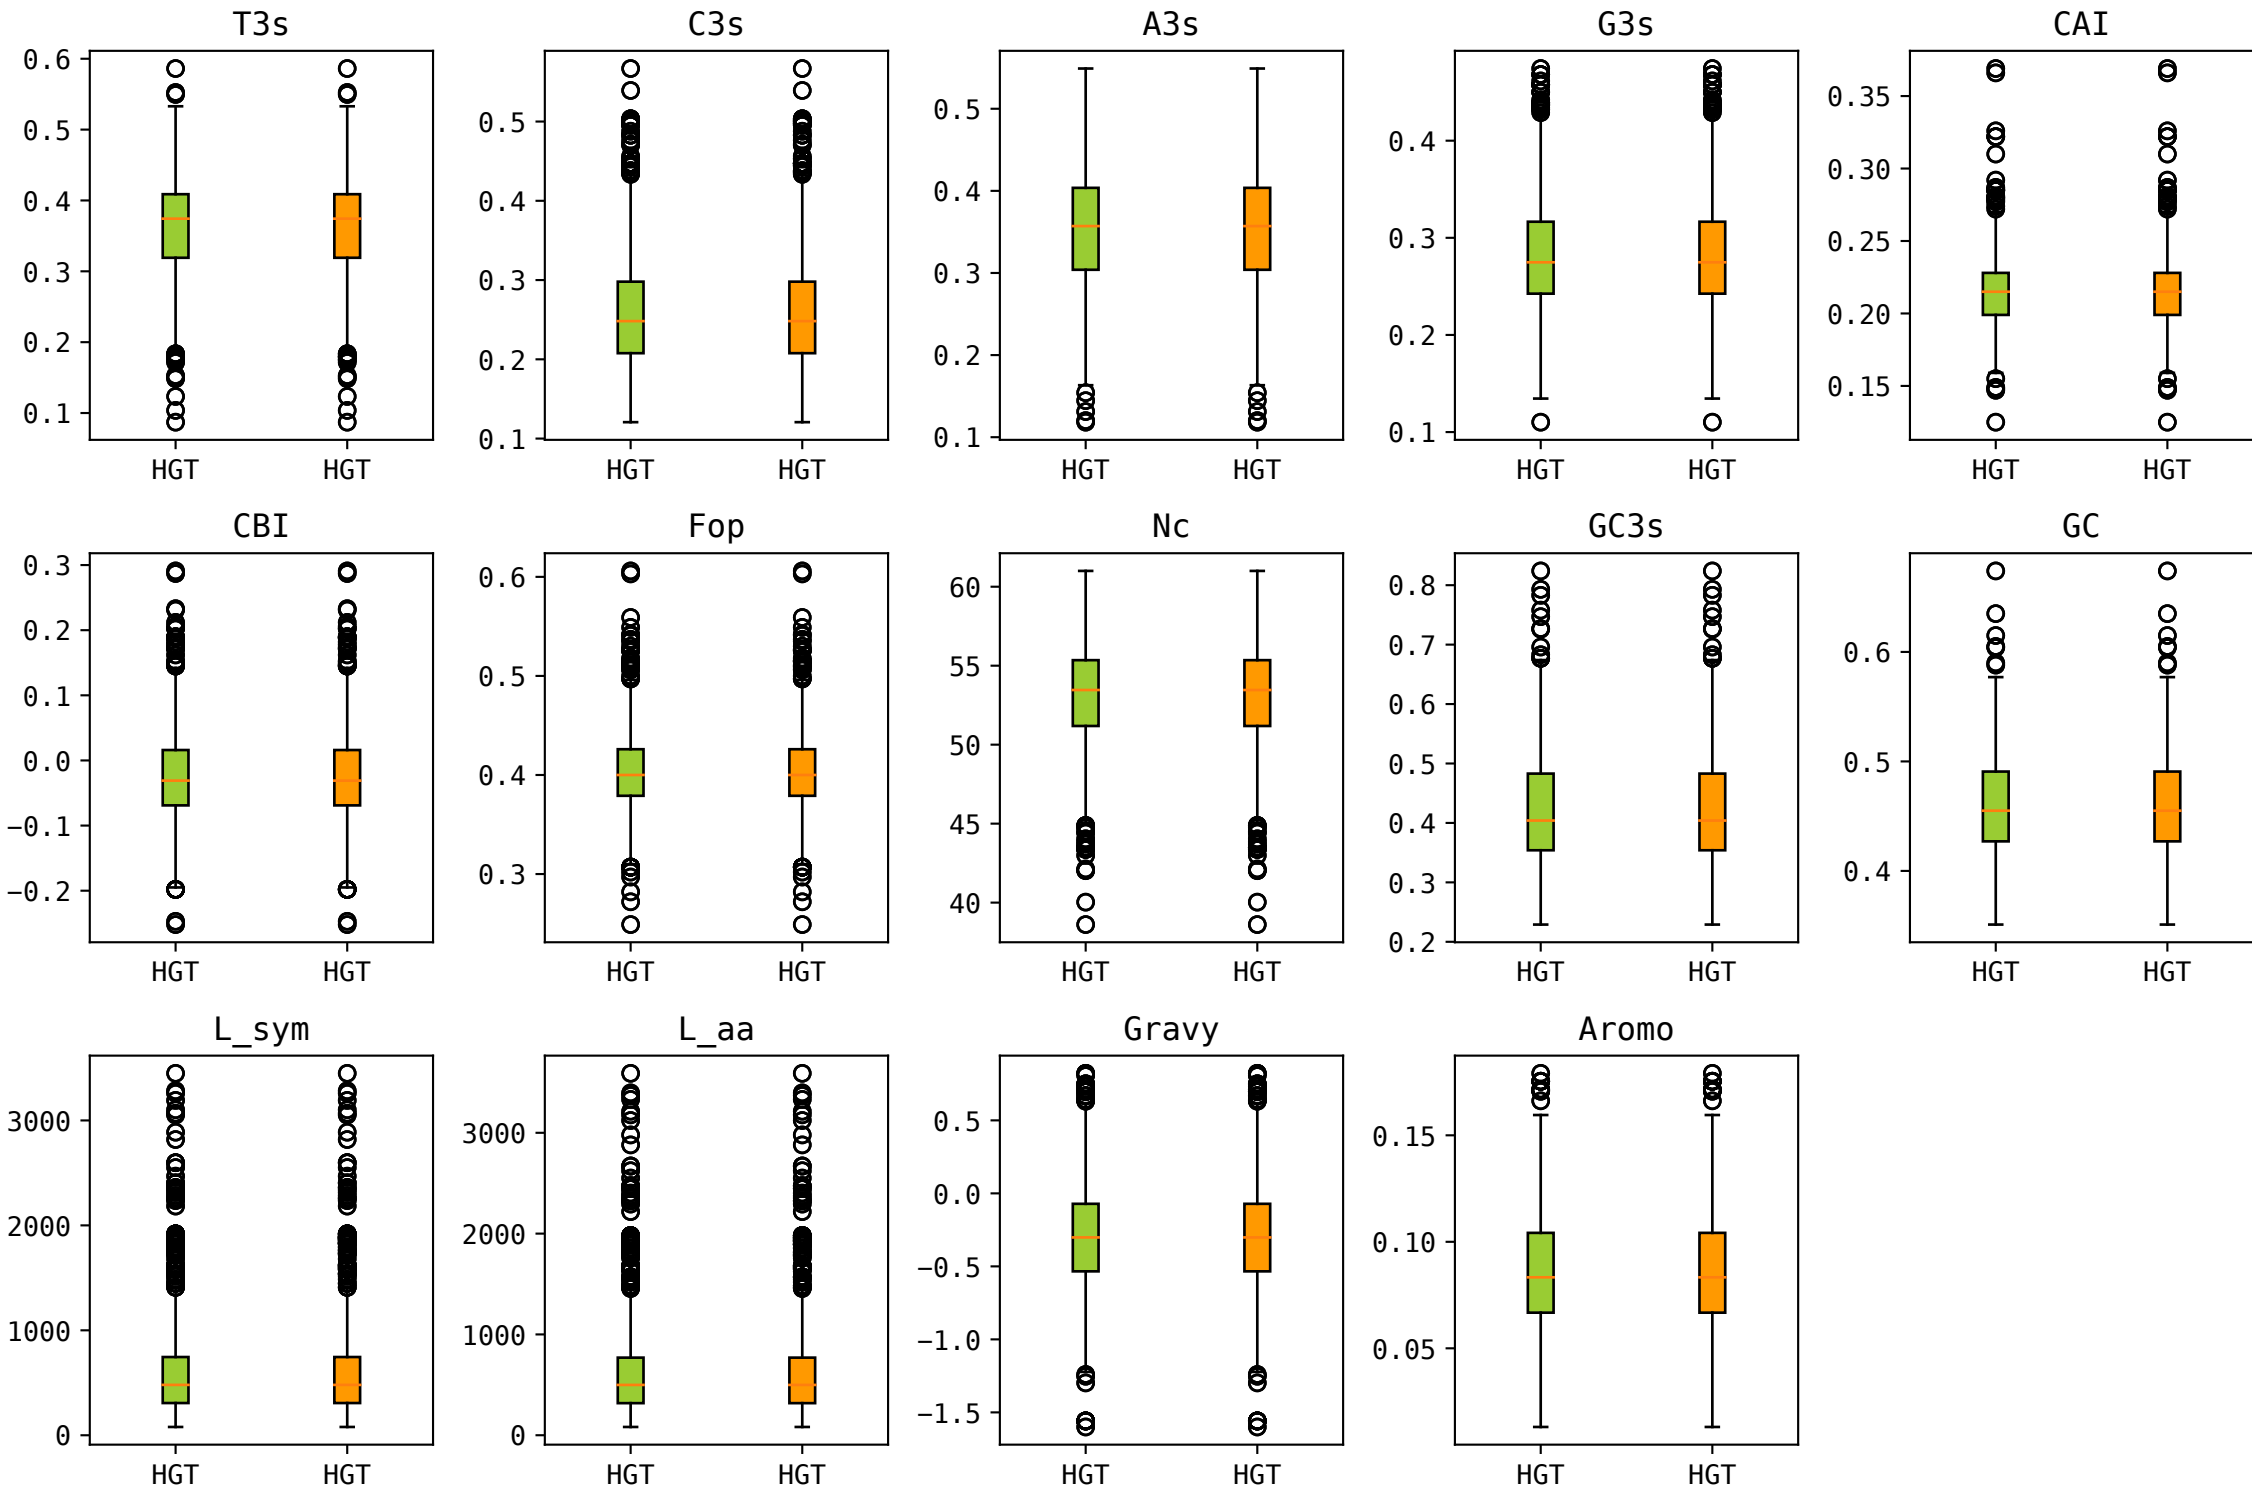 T3s
C3s
A3s
G3s
CAI
0.6
0.5
0.4
0.3
0.2
0.1
HGT
HGT
0.5
0.4
0.3
0.2
0.1
HGT
HGT
0.5
0.4
0.3
0.2
0.1
HGT
HGT
0.4
0.3
0.2
0.1
HGT
HGT
0.35
0.30
0.25
0.20
0.15
HGT
HGT
CBI
Fop
Nc
GC3s
GC
0.3
0.2
0.1
0.0
−0.1
−0.2
HGT
HGT
0.6
0.5
0.4
0.3
HGT
HGT
60
55
50
45
40
HGT
HGT
0.8
0.7
0.6
0.5
0.4
0.3
0.2
HGT
HGT
0.6
0.5
0.4
HGT
HGT
L_sym
L_aa
Gravy
Aromo
3000
2000
1000
0
HGT
HGT
3000
2000
1000
0
HGT
HGT
0.5
0.0
−0.5
−1.0
−1.5
HGT
HGT
0.15
0.10
0.05
HGT
HGT